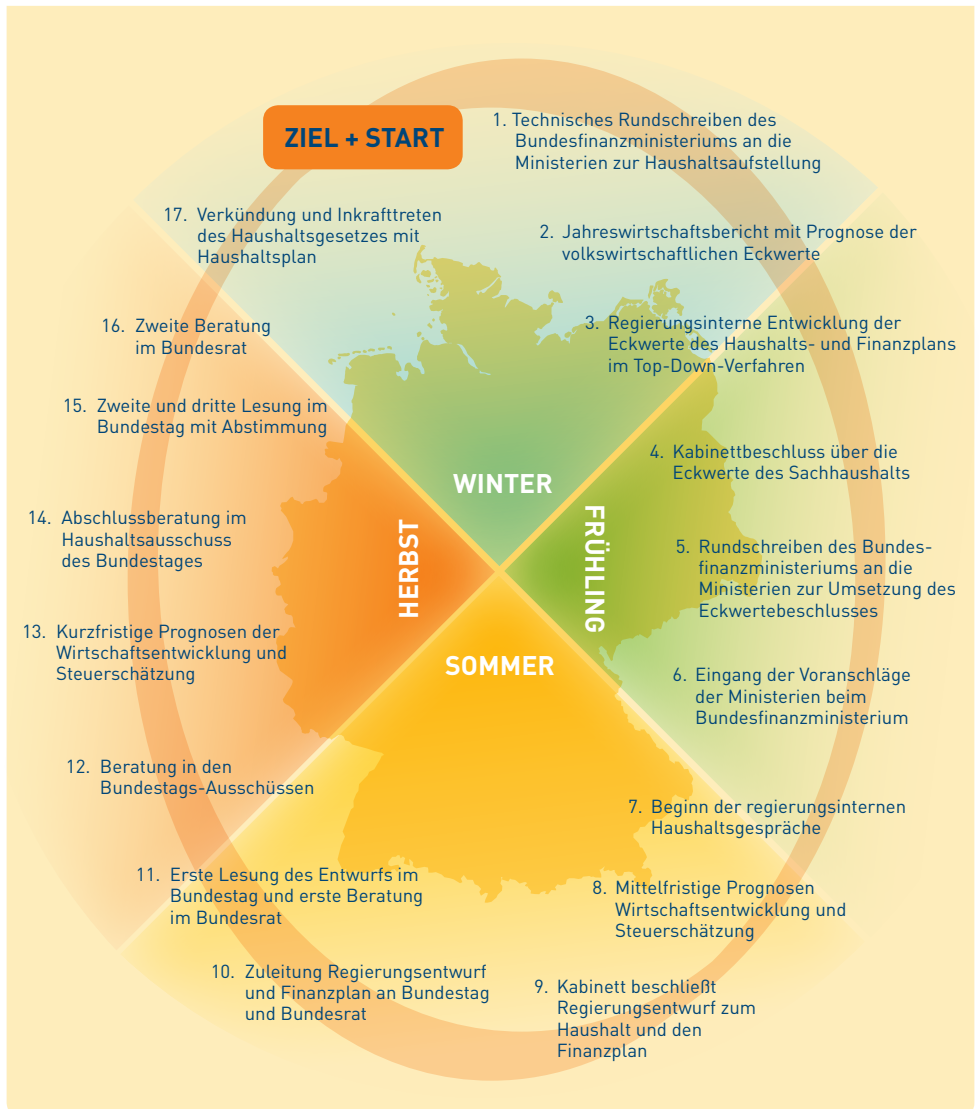 ZIEL + START
1. Technisches Rundschreiben des
Bundesfinanzministeriums an die
Ministerien zur Haushaltsaufstellung
2. Jahreswirtschaftsbericht mit Prognose der
volkswirtschaftlichen Eckwerte
3. Regierungsinterne Entwicklung der
Eckwerte des Haushalts- und Finanzplans
im Top-Down-Verfahren
4. Kabinettbeschluss über die
Eckwerte des Sachhaushalts
5. Rundschreiben des Bundes-
finanzministeriums an die
Ministerien zur Umsetzung des
Eckwertebeschlusses
6. Eingang der Voranschläge
der Ministerien beim
Bundesfinanzministerium
7. Beginn der regierungsinternen
Haushaltsgespräche
8. Mittelfristige Prognosen
Wirtschaftsentwicklung und
Steuerschätzung
9. Kabinett beschließt
Regierungsentwurf zum
Haushalt und den
Finanzplan
10. Zuleitung Regierungsentwurf
und Finanzplan an Bundestag
und Bundesrat
11. Erste Lesung des Entwurfs im
Bundestag und erste Beratung
im Bundesrat
12. Beratung in den
Bundestags-Ausschüssen
13. Kurzfristige Prognosen der
Wirtschaftsentwicklung und
Steuerschätzung
14. Abschlussberatung im
Haushaltsausschuss
des Bundestages
15. Zweite und dritte Lesung im
Bundestag mit Abstimmung
16. Zweite Beratung
im Bundesrat
17. Verkündung und Inkrafttreten
des Haushaltsgesetzes mit
Haushaltsplan
WINTER
FRÜHLING
SOMMER
HERBST